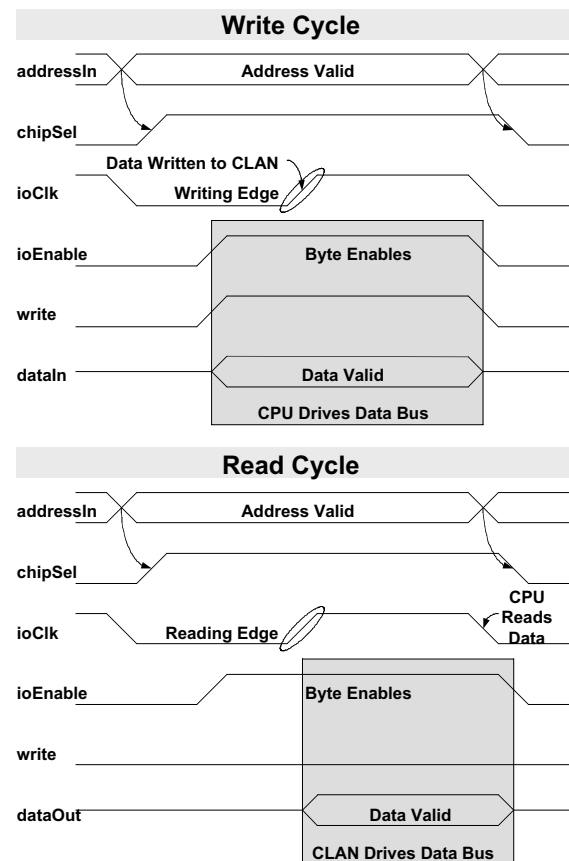 Write Cycle
addressIn
Address Valid
chipSel
Data Written to CLAN
ioClk
Writing Edge
ioEnable
Byte Enables
write
dataIn
Data Valid
CPU Drives Data Bus
Read Cycle
addressIn
Address Valid
chipSel
CPU
Reads
Data
ioClk
Reading Edge
ioEnable
Byte Enables
write
dataOut
Data Valid
CLAN Drives Data Bus